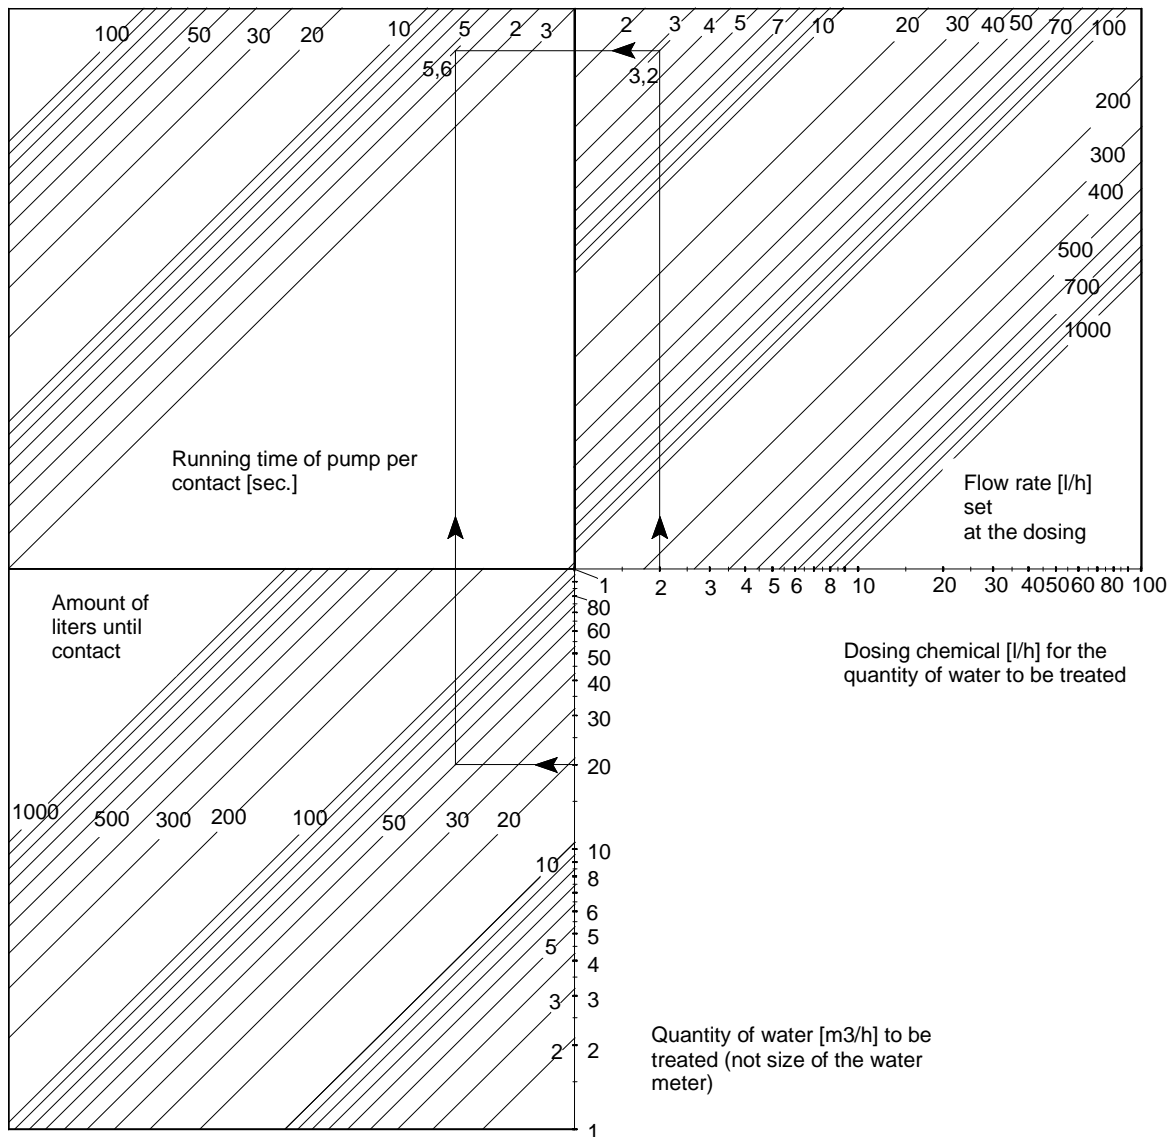 100 50 30 20 10 5 2 3
5,6
2 3 4 5 7 10 20 30 40 50 70 100
3,2
200
300
400
500
700
1000
Running time of pump per
contact [sec.]
Flow rate [l/h]
set
at the dosing
1 2 3 4 5 6 8 10 20 30 40 50 60 80 100
Amount of
liters until
contact
80
60
50
40
30
20
10
8
6
5
4
3
2
1
Dosing chemical [l/h] for the
quantity of water to be treated
1000 500 300 200 100 50 30 20
10
5
3
2
Quantity of water [m3/h] to be
treated (not size of the water
meter)